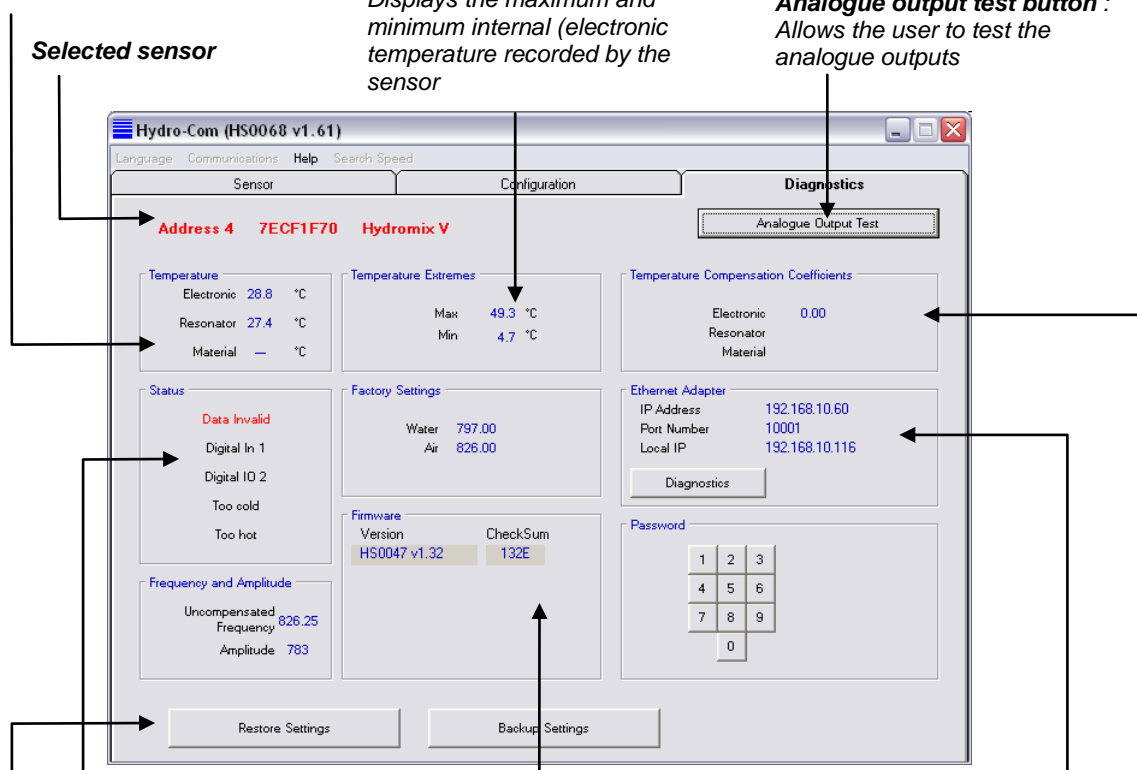 Displays the maximum and
minimum internal (electronic
temperature recorded by the
sensor
Analogue output test button :
Allows the user to test the
analogue outputs
Selected sensor
Hydro-Com (HS0068 v1.61)
Language Communications Help Search Speed
Sensor Configuration Diagnostics
Address 4 7ECF1F70 Hydromix V
Analogue Output Test
Temperature
Electronic 28.8 °C
Resonator 27.4 °C
Material — °C
Temperature Extremes
Max 49.3 °C
Min 4.7 °C
Temperature Compensation Coefficients
Electronic 0.00
Resonator
Material
Status
Data Invalid
Digital In 1
Digital IO 2
Too cold
Too hot
Factory Settings
Water 797.00
Air 826.00
Ethernet Adapter
IP Address 192.168.10.60
Port Number 10001
Local IP 192.168.10.116
Diagnostics
Firmware
Version CheckSum
HS0047 v1.32 132E
Password
1 2 3
4 5 6
7 8 9
0
Frequency and Amplitude
Uncompensated
Frequency 826.25
Amplitude 783
Restore Settings
Backup Settings